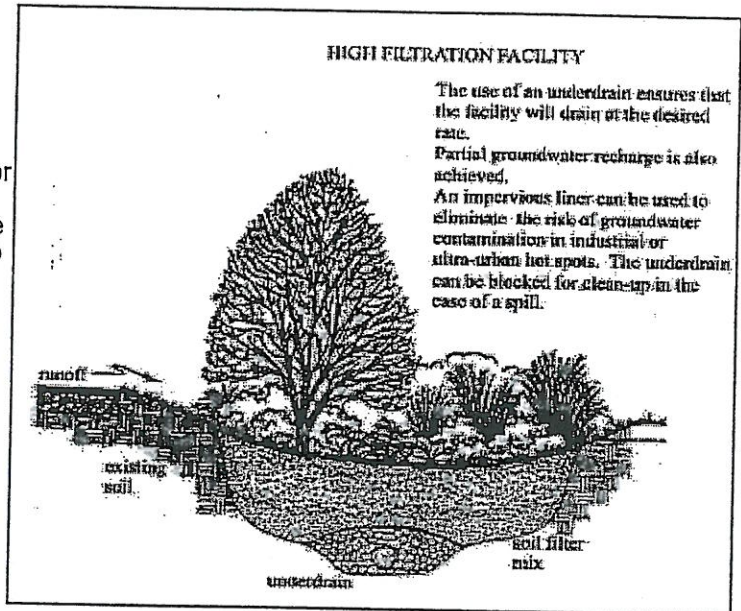 HIGH FILTRATION FACILITY
The use of an underdrain ensures that
the facility will drain at the desired
rate.
Partial groundwater recharge is also
achieved.
An impervious liner can be used to
eliminate the risk of groundwater
contamination in industrial or
ultra-urban hot spots. The underdrain
can be blocked for clean-up in the
case of a spill.
or
runoff
existing
soil
soil filter
mix
underdrain